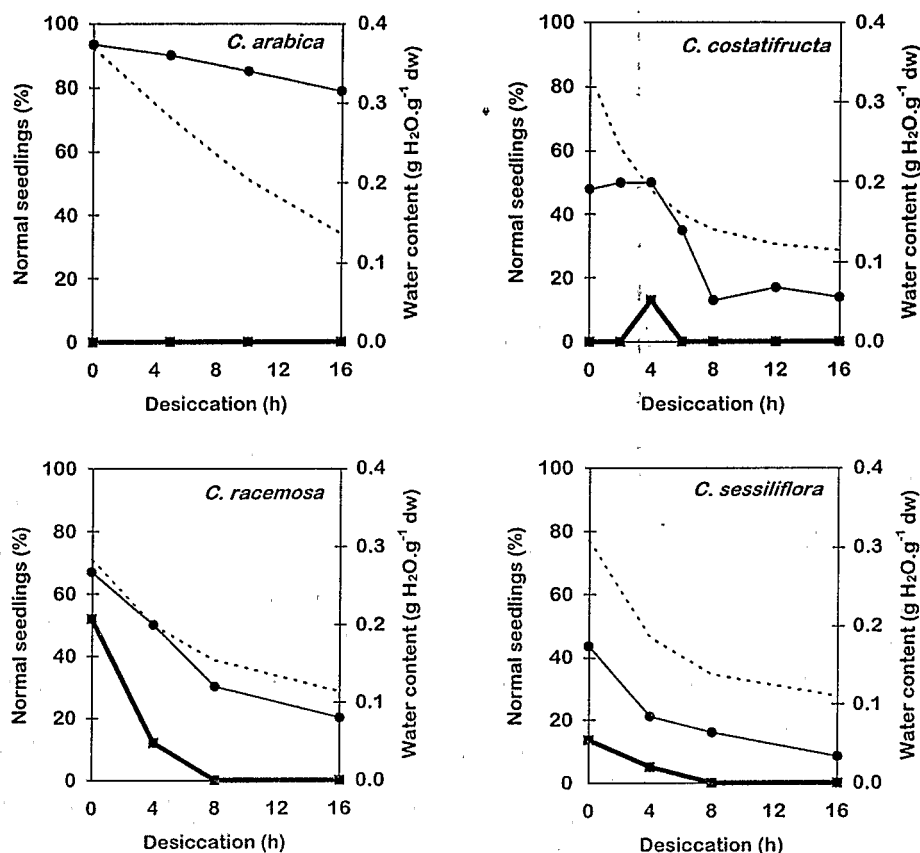 C. arabica
Normal seedlings (%)
100
80
60
40
20
0
0.4
0.3
0.2
0.1
0.0
Water content (g H₂O.g⁻¹ dw)
0 4 8 12 16
Desiccation (h)
C. costatifructa
Normal seedlings (%)
100
80
60
40
20
0
0.4
0.3
0.2
0.1
0.0
Water content (g H₂O.g⁻¹ dw)
0 4 8 12 16
Desiccation (h)
C. racemosa
Normal seedlings (%)
100
80
60
40
20
0
0.4
0.3
0.2
0.1
0.0
Water content (g H₂O.g⁻¹ dw)
0 4 8 12 16
Desiccation (h)
C. sessiliflora
Normal seedlings (%)
100
80
60
40
20
0
0.4
0.3
0.2
0.1
0.0
Water content (g H₂O.g⁻¹ dw)
0 4 8 12 16
Desiccation (h)